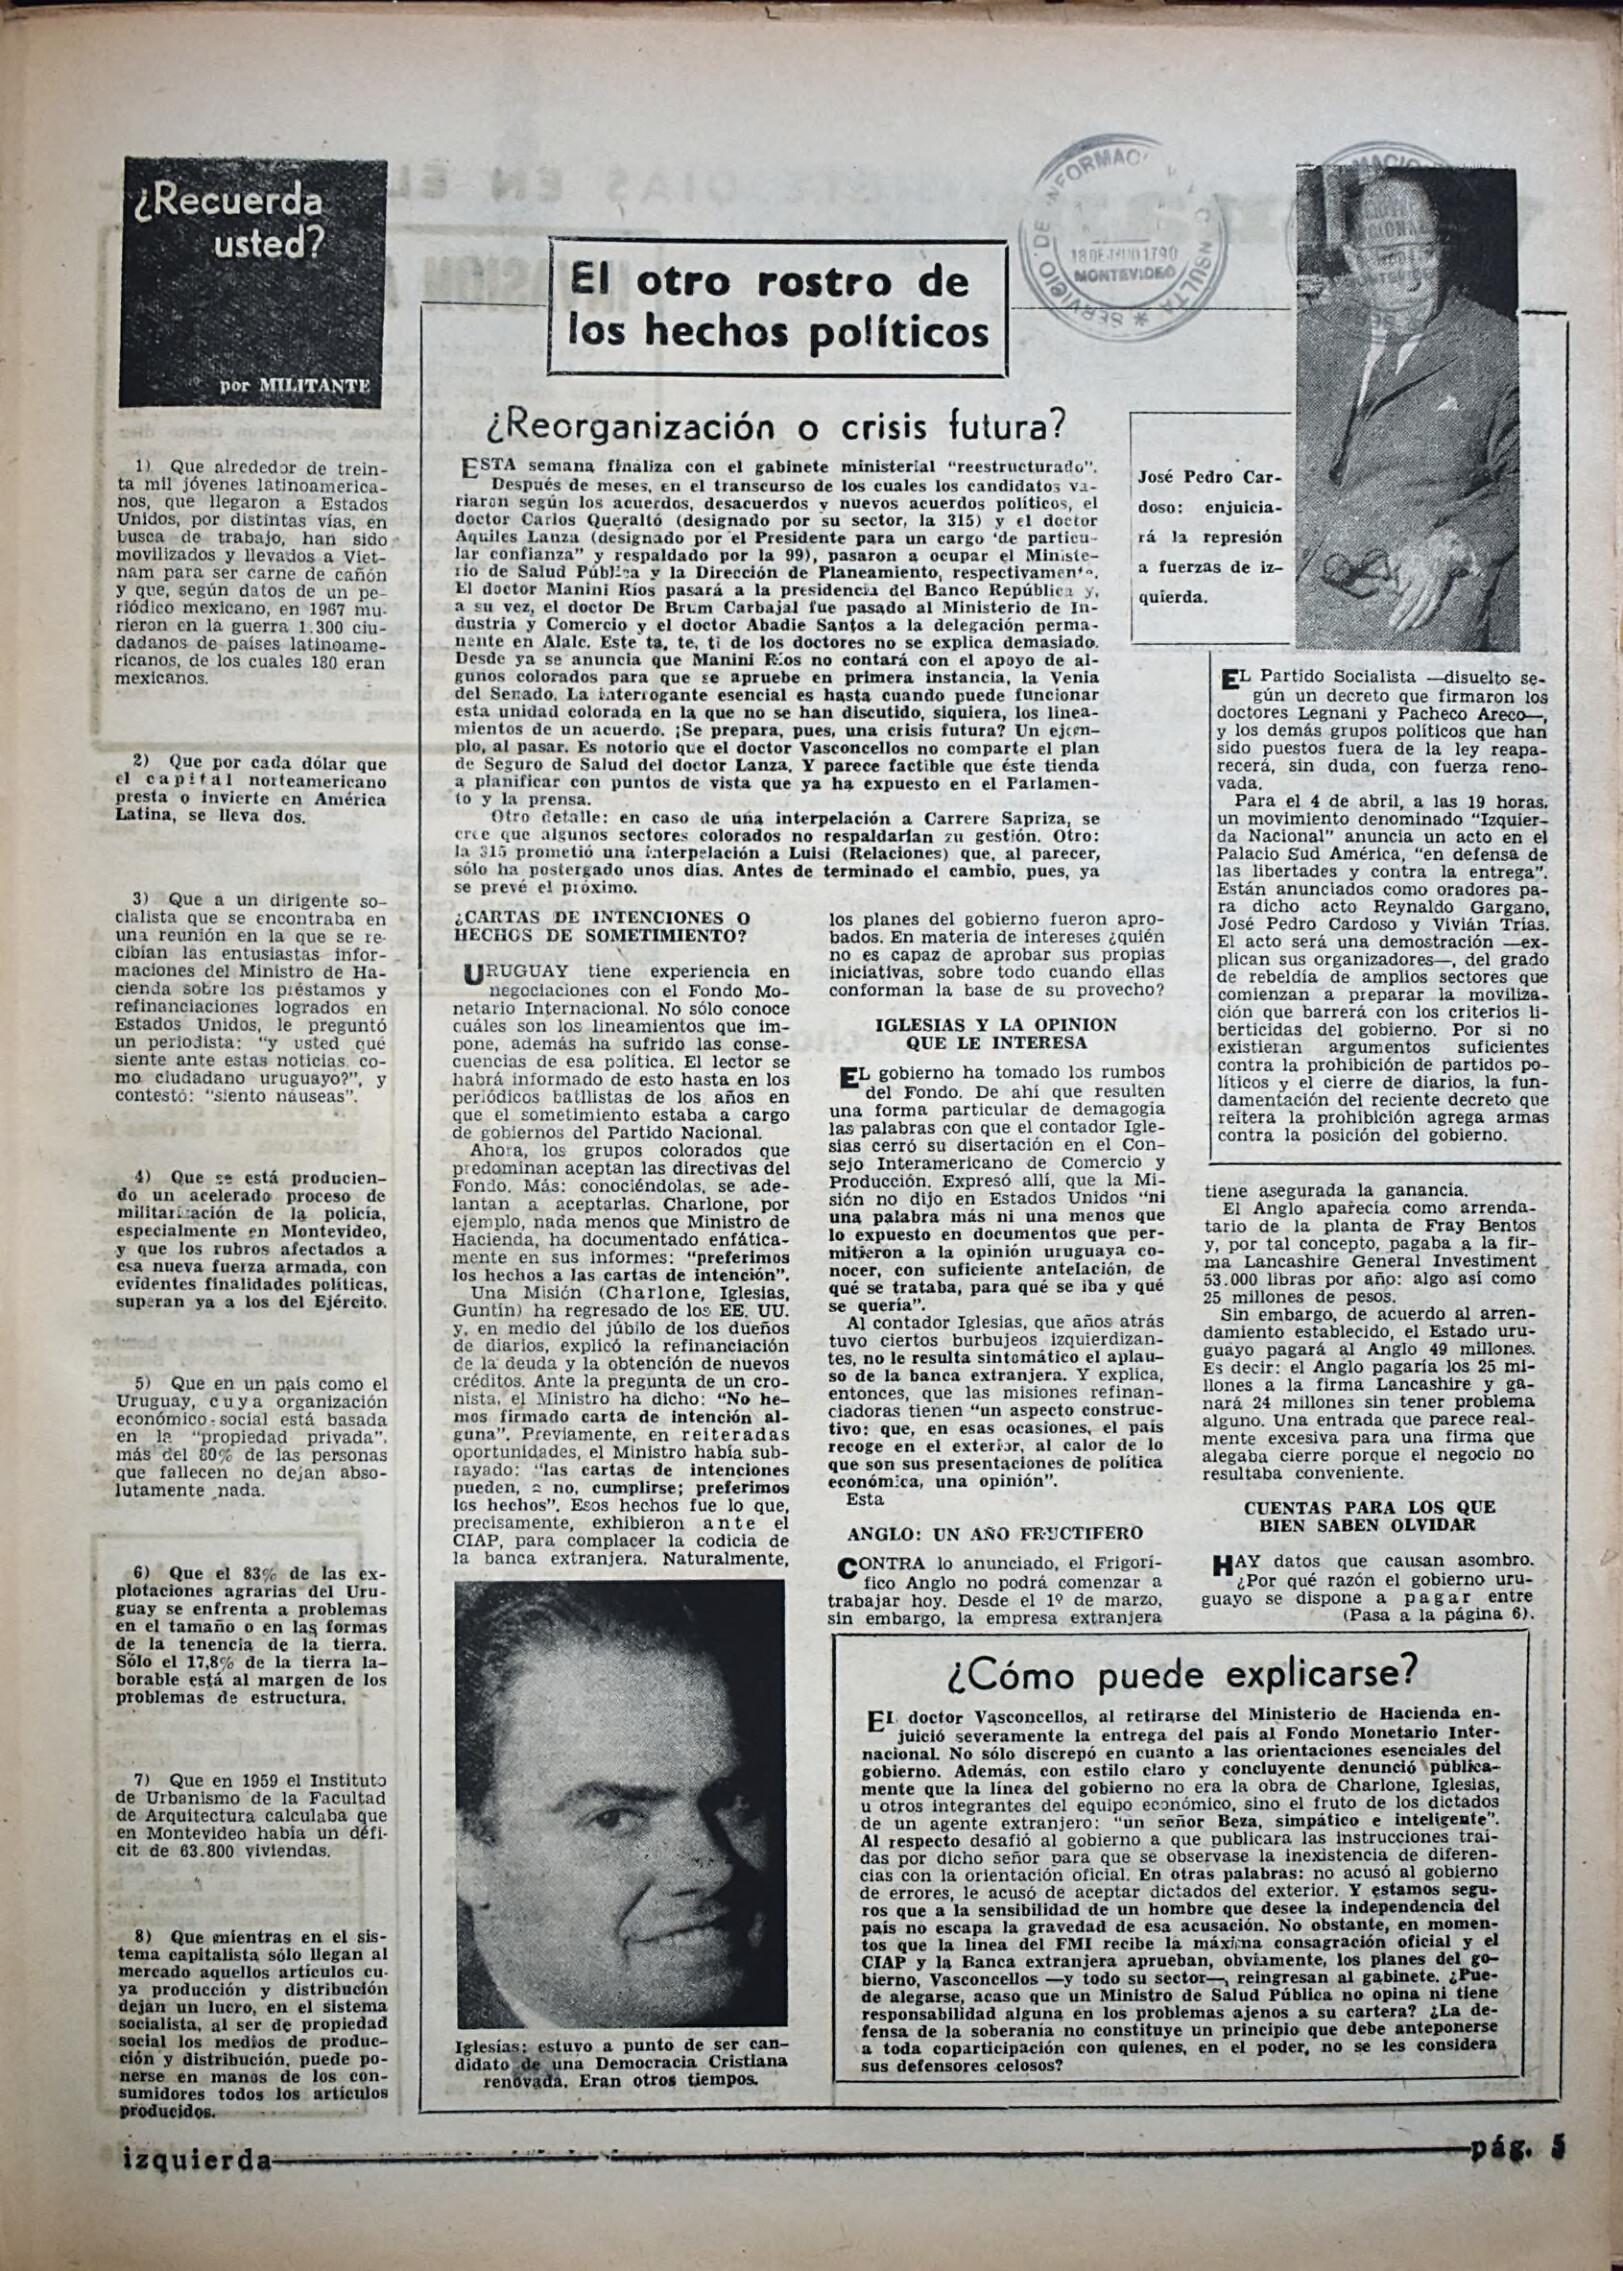 ¿Recuerda
usted?
por MILITANTE
1) Que alrededor de trein-
ta mil jóvenes latinoamerica-
nos, que llegaron a Estados
Unidos, por distintas vías, en
busca de trabajo, han sido
movilizados y llevados a Viet-
nam para ser carne de cañón
y que, según datos de un pe-
riódico mexicano, en 1967 mu-
rieron en la guerra 1.300 ciu-
dadanos de países latinoame-
ricanos, de los cuales 180 eran
mexicanos.
2) Que por cada dólar que
el capital norteamericano
presta o invierte en América
Latina, se lleva dos.
3) Que a un dirigente so-
cialista que se encontraba en
una reunión en la que se re-
cibían las entusiastas infor-
maciones del Ministro de Ha-
cienda sobre los préstamos y
refinanciaciones logrados en
Estados Unidos, le preguntó
un periodista: "y usted qué
siente ante estas noticias, co-
mo ciudadano uruguayo?", y
contestó: "siento náuseas".
4) Que se está producien-
do un acelerado proceso de
militarización de la policía,
especialmente en Montevideo,
y que los rubros afectados a
esa nueva fuerza armada, con
evidentes finalidades políticas,
superan ya a los del Ejército.
5) Que en un país como el
Uruguay, cuya organización
económico-social está basada
en la "propiedad privada",
más del 80% de las personas
que fallecen no dejan abso-
lutamente nada.
6) Que el 83% de las ex-
plotaciones agrarias del Uru-
guay se enfrenta a problemas
en el tamaño o en las formas
de la tenencia de la tierra.
Sólo el 17,8% de la tierra la-
borable está al margen de los
problemas de estructura.
7) Que en 1959 el Instituto
de Urbanismo de la Facultad
de Arquitectura calculaba que
en Montevideo había un défi-
cit de 63.800 viviendas.
8) Que mientras en el sis-
tema capitalista sólo llegan al
mercado aquellos artículos cu-
ya producción y distribución
dejan un lucro, en el sistema
socialista, al ser de propiedad
social los medios de produc-
ción y distribución, puede po-
nerse en manos de los con-
sumidores todos los artículos
producidos.
El otro rostro de
los hechos políticos
SERVICIO DE INFORMAC
CONSULTA
MONTEVIDEO
¿Reorganización o crisis futura?
ESTA semana finaliza con el gabinete ministerial "reestructurado".
Después de meses, en el transcurso de los cuales los candidatos va-
riaron según los acuerdos, desacuerdos y nuevos acuerdos políticos, el
doctor Carlos Queraltó (designado por su sector, la 315) y el doctor
Aquiles Lanza (designado por el Presidente para un cargo 'de particu-
lar confianza" y respaldado por la 99), pasaron a ocupar el Ministe-
rio de Salud Pública y la Dirección de Planeamiento, respectivamente.
El doctor Manini Ríos pasará a la presidencia del Banco República y,
a su vez, el doctor De Brum Carbajal fue pasado al Ministerio de In-
dustria y Comercio y el doctor Abadie Santos a la delegación perma-
nente en Alalc. Este ta, te, ti de los doctores no se explica demasiado.
Desde ya se anuncia que Manini Ríos no contará con el apoyo de al-
gunos colorados para que se apruebe en primera instancia, la Venia
del Senado. La interrogante esencial es hasta cuando puede funcionar
esta unidad colorada en la que no se han discutido, siquiera, los linea-
mientos de un acuerdo. ¡Se prepara, pues, una crisis futura? Un ejem-
plo, al pasar. Es notorio que el doctor Vasconcellos no comparte el plan
de Seguro de Salud del doctor Lanza. Y parece factible que éste tienda
a planificar con puntos de vista que ya ha expuesto en el Parlamen-
to y la prensa.
Otro detalle: en caso de una interpelación a Carrere Sapriza, se
cree que algunos sectores colorados no respaldarían su gestión. Otro:
la 315 prometió una interpelación a Luisi (Relaciones) que, al parecer,
sólo ha postergado unos días. Antes de terminado el cambio, pues, ya
se prevé el próximo.
¿CARTAS DE INTENCIONES O
HECHOS DE SOMETIMIENTO?
URUGUAY tiene experiencia en
negociaciones con el Fondo Mo-
netario Internacional. No sólo conoce
cuáles son los lineamientos que im-
pone, además ha sufrido las conse-
cuencias de esa política. El lector se
habrá informado de esto hasta en los
periódicos batllistas de los años en
que el sometimiento estaba a cargo
de gobiernos del Partido Nacional.
Ahora, los grupos colorados que
predominan aceptan las directivas del
Fondo. Más: conociéndolas, se ade-
lantan a aceptarlas. Charlone, por
ejemplo, nada menos que Ministro de
Hacienda, ha documentado enfática-
mente en sus informes: "preferimos
los hechos a las cartas de intención".
Una Misión (Charlone, Iglesias,
Guntin) ha regresado de los EE. UU.
y, en medio del júbilo de los dueños
de diarios, explicó la refinanciación
de la deuda y la obtención de nuevos
créditos. Ante la pregunta de un cro-
nista, el Ministro ha dicho: "No he-
mos firmado carta de intención al-
guna". Previamente, en reiteradas
oportunidades, el Ministro había sub-
rayado: "las cartas de intenciones
pueden, o no, cumplirse; preferimos
los hechos". Esos hechos fue lo que,
precisamente, exhibieron ante el
CIAP, para complacer la codicia de
la banca extranjera. Naturalmente,
Iglesias: estuvo a punto de ser can-
didato de una Democracia Cristiana
renovada. Eran otros tiempos.
los planes del gobierno fueron apro-
bados. En materia de intereses ¿quién
no es capaz de aprobar sus propias
iniciativas, sobre todo cuando ellas
conforman la base de su provecho?
IGLESIAS Y LA OPINION
QUE LE INTERESA
EL gobierno ha tomado los rumbos
del Fondo. De ahí que resulten
una forma particular de demagogia
las palabras con que el contador Igle-
sias cerró su disertación en el Con-
sejo Interamericano de Comercio y
Producción. Expresó allí, que la Mi-
sión no dijo en Estados Unidos "ni
una palabra más ni una menos que
lo expuesto en documentos que per-
mitieron a la opinión uruguaya co-
nocer, con suficiente antelación, de
qué se trataba, para qué se iba y qué
se quería".
Al contador Iglesias, que años atrás
tuvo ciertos burbujeos izquierdizan-
tes, no le resulta sintomático el aplau-
so de la banca extranjera. Y explica,
entonces, que las misiones refinan-
ciadoras tienen "un aspecto construc-
tivo: que, en esas ocasiones, el país
recoge en el exterior, al calor de lo
que son sus presentaciones de política
económica, una opinión".
Esta
ANGLO: UN AÑO FRUCTIFERO
CONTRA lo anunciado, el Frigorí-
fico Anglo no podrá comenzar a
trabajar hoy. Desde el 1º de marzo,
sin embargo, la empresa extranjera
José Pedro Car-
doso: enjuicia-
rá la represión
a fuerzas de iz-
quierda.
EL Partido Socialista —disuelto se-
gún un decreto que firmaron los
doctores Legnani y Pacheco Areco—,
y los demás grupos políticos que han
sido puestos fuera de la ley reapa-
recerá, sin duda, con fuerza reno-
vada.
Para el 4 de abril, a las 19 horas,
un movimiento denominado "Izquier-
da Nacional" anuncia un acto en el
Palacio Sud América, "en defensa de
las libertades y contra la entrega".
Están anunciados como oradores pa-
ra dicho acto Reynaldo Gargano,
José Pedro Cardoso y Vivián Trías.
El acto será una demostración —ex-
plican sus organizadores—, del grado
de rebeldía de amplios sectores que
comienzan a preparar la moviliza-
ción que barrerá con los criterios li-
berticidas del gobierno. Por si no
existieran argumentos suficientes
contra la prohibición de partidos po-
líticos y el cierre de diarios, la fun-
damentación del reciente decreto que
reitera la prohibición agrega armas
contra la posición del gobierno.
tiene asegurada la ganancia.
El Anglo aparecía como arrenda-
tario de la planta de Fray Bentos
y, por tal concepto, pagaba a la fir-
ma Lancashire General Investiment
53.000 libras por año: algo así como
25 millones de pesos.
Sin embargo, de acuerdo al arren-
damiento establecido, el Estado uru-
guayo pagará al Anglo 49 millones.
Es decir: el Anglo pagaría los 25 mi-
llones a la firma Lancashire y ga-
nará 24 millones sin tener problema
alguno. Una entrada que parece real-
mente excesiva para una firma que
alegaba cierre porque el negocio no
resultaba conveniente.
CUENTAS PARA LOS QUE
BIEN SABEN OLVIDAR
HAY datos que causan asombro.
¿Por qué razón el gobierno uru-
guayo se dispone a pagar entre
(Pasa a la página 6).
¿Cómo puede explicarse?
EL doctor Vasconcellos, al retirarse del Ministerio de Hacienda en-
juició severamente la entrega del país al Fondo Monetario Inter-
nacional. No sólo discrepó en cuanto a las orientaciones esenciales del
gobierno. Además, con estilo claro y concluyente denunció pública-
mente que la línea del gobierno no era la obra de Charlone, Iglesias,
u otros integrantes del equipo económico, sino el fruto de los dictados
de un agente extranjero: "un señor Beza, simpático e inteligente".
Al respecto desafió al gobierno a que publicara las instrucciones traí-
das por dicho señor para que se observase la inexistencia de diferen-
cias con la orientación oficial. En otras palabras: no acusó al gobierno
de errores, le acusó de aceptar dictados del exterior. Y estamos segu-
ros que a la sensibilidad de un hombre que desee la independencia del
país no escapa la gravedad de esa acusación. No obstante, en momen-
tos que la línea del FMI recibe la máxima consagración oficial y el
CIAP y la Banca extranjera aprueban, obviamente, los planes del go-
bierno, Vasconcellos —y todo su sector—, reingresan al gabinete. ¿Pue-
de alegarse, acaso que un Ministro de Salud Pública no opina ni tiene
responsabilidad alguna en los problemas ajenos a su cartera? ¿La de-
fensa de la soberanía no constituye un principio que debe anteponerse
a toda coparticipación con quienes, en el poder, no se les considera
sus defensores celosos?
izquierda
pág. 5